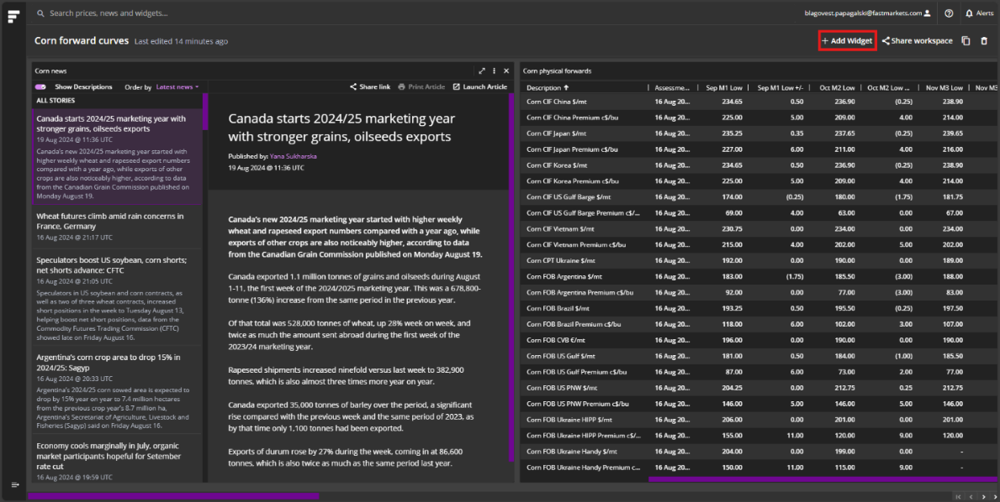 Search prices, news and widgets...
blagovest.papagalski@fastmarkets.com
Alerts
Corn forward curves Last edited 14 minutes ago
+ Add Widget
Share workspace
Corn news
Show Descriptions Order by Latest news
Share link Print Article Launch Article
ALL STORIES
Canada starts 2024/25 marketing year with
stronger grains, oilseeds exports
19 Aug 2024 @ 11:36 UTC
Canada's new 2024/25 marketing year started with
higher weekly wheat and rapeseed export numbers
compared with a year ago, while exports of other
crops are also noticeably higher, according to data
from the Canadian Grain Commission published on
Monday August 19.
Wheat futures climb amid rain concerns in
France, Germany
16 Aug 2024 @ 21:17 UTC
Speculators boost US soybean, corn shorts;
net shorts advance: CFTC
16 Aug 2024 @ 21:05 UTC
Speculators in US soybean and corn contracts, as
well as two of three wheat contracts, increased
short positions in the week to Tuesday August 13,
helping boost net short positions, data from the
Commodity Futures Trading Commission (CFTC)
showed late on Friday August 16.
Argentina's corn crop area to drop 15% in
2024/25: Sagyp
16 Aug 2024 @ 20:33 UTC
Argentina's 2024/25 corn sowed area is expected to
drop by 15% year on year to 7.4 million hectares
from the previous crop year's 8.7 million ha,
Argentina's Secretariat of Agriculture, Livestock and
Fisheries (Sagyp) said on Friday August 16.
Economy cools marginally in July, organic
market participants hopeful for Setember
rate cut
16 Aug 2024 @ 19:59 UTC
Canada starts 2024/25 marketing year
with stronger grains, oilseeds exports
Published by: Yana Sukharska
19 Aug 2024 @ 11:36 UTC
Canada's new 2024/25 marketing year started with higher weekly
wheat and rapeseed export numbers compared with a year ago, while
exports of other crops are also noticeably higher, according to data
from the Canadian Grain Commission published on Monday August 19.
Canada exported 1.1 million tonnes of grains and oilseeds during August
1-11, the first week of the 2024/2025 marketing year. This was a 678,800-
tonne (136%) increase from the same period in the previous year.
Of that total was 528,000 tonnes of wheat, up 28% week on week, and
twice as much the amount sent abroad during the first week of the
2023/24 marketing year.
Rapeseed shipments increased ninefold versus last week to 382,900
tonnes, which is also almost three times more year on year.
Canada exported 35,000 tonnes of barley over the period, a significant
rise compared with the previous week and the same period of 2023, as
by that time only 1,100 tonnes had been exported.
Exports of durum rose by 27% during the week, coming in at 86,600
tonnes, which is also twice as much as the same period last year.
Corn physical forwards
Description Assessme... Sep M1 Low Sep M1 Low +/- Oct M2 Low Oct M2 Low ... Nov M3 Low Nov M3
Corn CIF China $/mt 16 Aug 20... 234.65 0.50 236.90 (0.25) 238.90
Corn CIF China Premium c$/bu 16 Aug 20... 225.00 5.00 209.00 4.00 214.00
Corn CIF Japan $/mt 16 Aug 20... 235.25 0.35 237.65 (0.25) 239.65
Corn CIF Japan Premium c$/bu 16 Aug 20... 227.00 6.00 211.00 4.00 216.00
Corn CIF Korea $/mt 16 Aug 20... 234.65 0.50 236.90 (0.25) 238.90
Corn CIF Korea Premium c$/bu 16 Aug 20... 225.00 5.00 209.00 4.00 214.00
Corn CIF US Gulf Barge $/mt 16 Aug 20... 174.00 (0.25) 180.00 (1.75) 181.75
Corn CIF US Gulf Barge Premium c$/... 16 Aug 20... 69.00 4.00 63.00 0.00 67.00
Corn CIF Vietnam $/mt 16 Aug 20... 230.75 0.00 234.00 0.00 234.00
Corn CIF Vietnam Premium c$/bu 16 Aug 20... 215.00 4.00 202.00 5.00 202.00
Corn CPT Ukraine $/mt 16 Aug 20... 192.00 0.00 190.00 0.00 189.00
Corn FOB Argentina $/mt 16 Aug 20... 183.00 (1.75) 185.50 (3.00) 188.00
Corn FOB Argentina Premium c$/bu 16 Aug 20... 92.00 0.00 77.00 (3.00) 83.00
Corn FOB Brazil $/mt 16 Aug 20... 193.25 0.50 195.50 (0.25) 197.50
Corn FOB Brazil Premium c$/bu 16 Aug 20... 118.00 6.00 102.00 3.00 107.00
Corn FOB CVB €/mt 16 Aug 20... 196.00 0.00 190.00 0.00 190.00
Corn FOB US Gulf $/mt 16 Aug 20... 181.00 0.50 184.00 (1.00) 185.50
Corn FOB US Gulf Premium c$/bu 16 Aug 20... 87.00 6.00 73.00 2.00 77.00
Corn FOB US PNW $/mt 16 Aug 20... 204.25 0.00 212.75 0.25 212.75
Corn FOB US PNW Premium c$/bu 16 Aug 20... 146.00 5.00 146.00 5.00 146.00
Corn FOB Ukraine HIPP $/mt 16 Aug 20... 206.00 0.00 201.00 0.00 201.00
Corn FOB Ukraine HIPP Premium c$/... 16 Aug 20... 155.00 11.00 120.00 9.00 120.00
Corn FOB Ukraine Handy $/mt 16 Aug 20... 204.00 0.00 199.00 0.00 -
Corn FOB Ukraine Handy Premium c... 16 Aug 20... 150.00 11.00 115.00 9.00 -